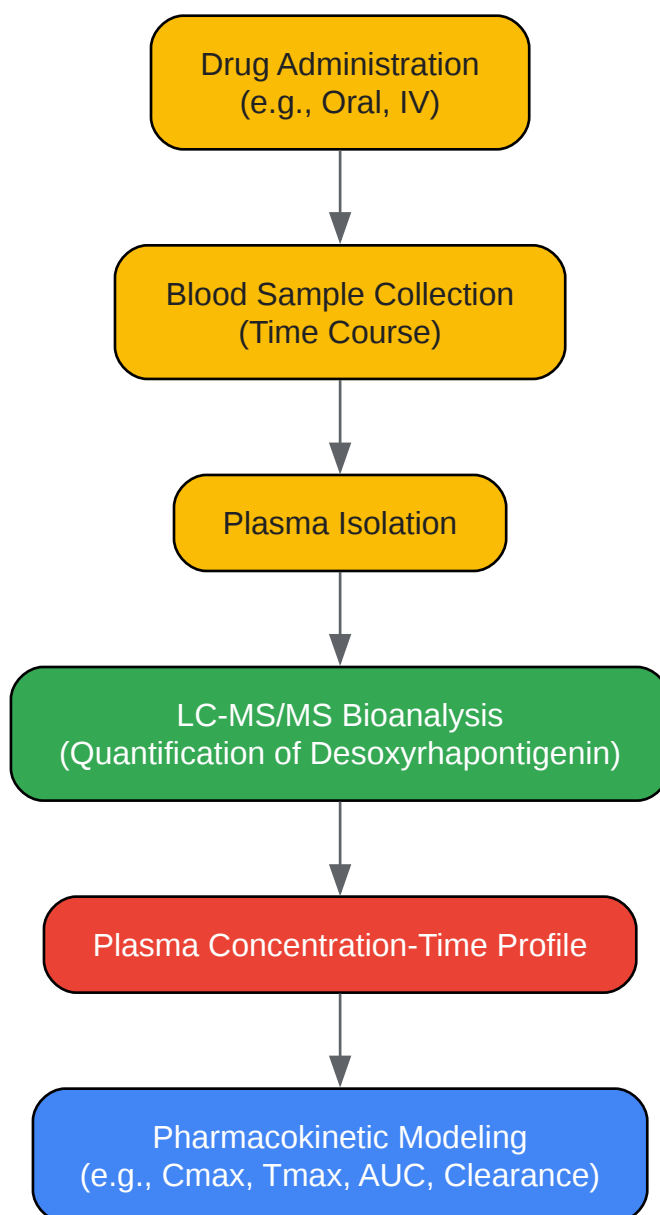 Drug Administration
(e.g., Oral, IV)
Blood Sample Collection
(Time Course)
Plasma Isolation
LC-MS/MS Bioanalysis
(Quantification of Desoxyrhapontigenin)
Plasma Concentration-Time Profile
Pharmacokinetic Modeling
(e.g., Cmax, Tmax, AUC, Clearance)